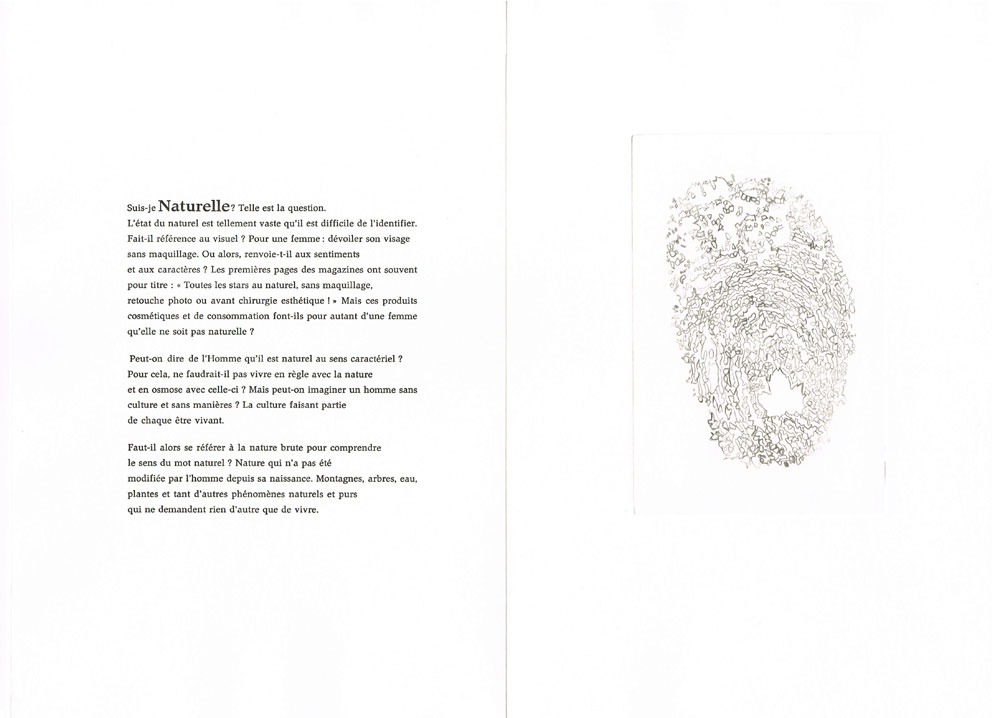 Suis-je Naturelle ? Telle est la question.
L'état du naturel est tellement vaste qu'il est difficile de l'identifier.
Fait-il référence au visuel ? Pour une femme : dévoiler son visage
sans maquillage. Ou alors, renvoie-t-il aux sentiments
et aux caractères ? Les premières pages des magazines ont souvent
pour titre : « Toutes les stars au naturel, sans maquillage,
retouche photo ou avant chirurgie esthétique ! » Mais ces produits
cosmétiques et de consommation font-ils pour autant d'une femme
qu'elle ne soit pas naturelle ?
Peut-on dire de l'Homme qu'il est naturel au sens caractériel ?
Pour cela, ne faudrait-il pas vivre en règle avec la nature
et en osmose avec celle-ci ? Mais peut-on imaginer un homme sans
culture et sans manières ? La culture faisant partie
de chaque être vivant.
Faut-il alors se référer à la nature brute pour comprendre
le sens du mot naturel ? Nature qui n'a pas été
modifiée par l'homme depuis sa naissance. Montagnes, arbres, eau,
plantes et tant d'autres phénomènes naturels et purs
qui ne demandent rien d'autre que de vivre.